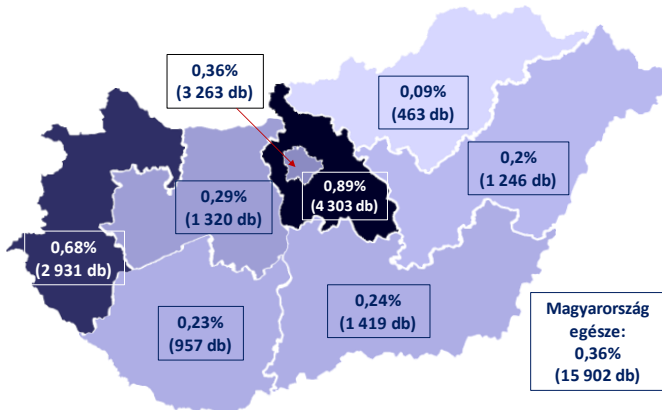 0,36%
(3 263 db)
0,09%
(463 db)
0,2%
(1 246 db)
0,29%
(1 320 db)
0,89%
(4 303 db)
0,68%
(2 931 db)
0,24%
(1 419 db)
0,23%
(957 db)
Magyarország
egésze:
0,36%
(15 902 db)